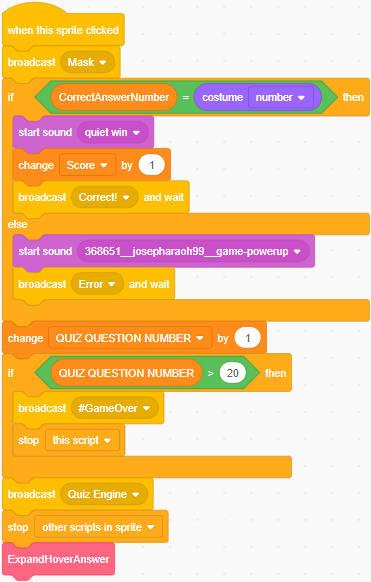 when this sprite clicked
broadcast Mask
if CorrectAnswerNumber = costume number then
start sound quiet win
change Score by 1
broadcast Correct! and wait
else
start sound 368651__josepharaoh99__game-powerup
broadcast Error and wait
change QUIZ QUESTION NUMBER by 1
if QUIZ QUESTION NUMBER > 20 then
broadcast #GameOver
stop this script
broadcast Quiz Engine
stop other scripts in sprite
ExpandHoverAnswer